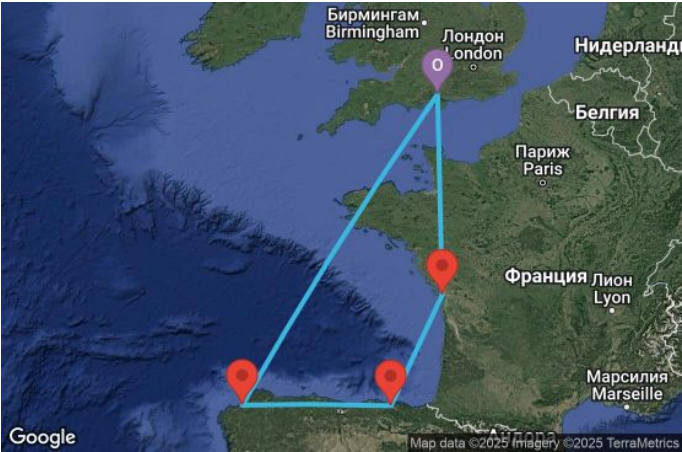 Бирмингам
Birmingham
Лондон
London
Нидерланды
O
Бельгия
Париж
Paris
Франция
Лион
Lyon
Марсилия
Marseille
Андора
Google
Map data ©2025 Imagery ©2025 TerraMetrics